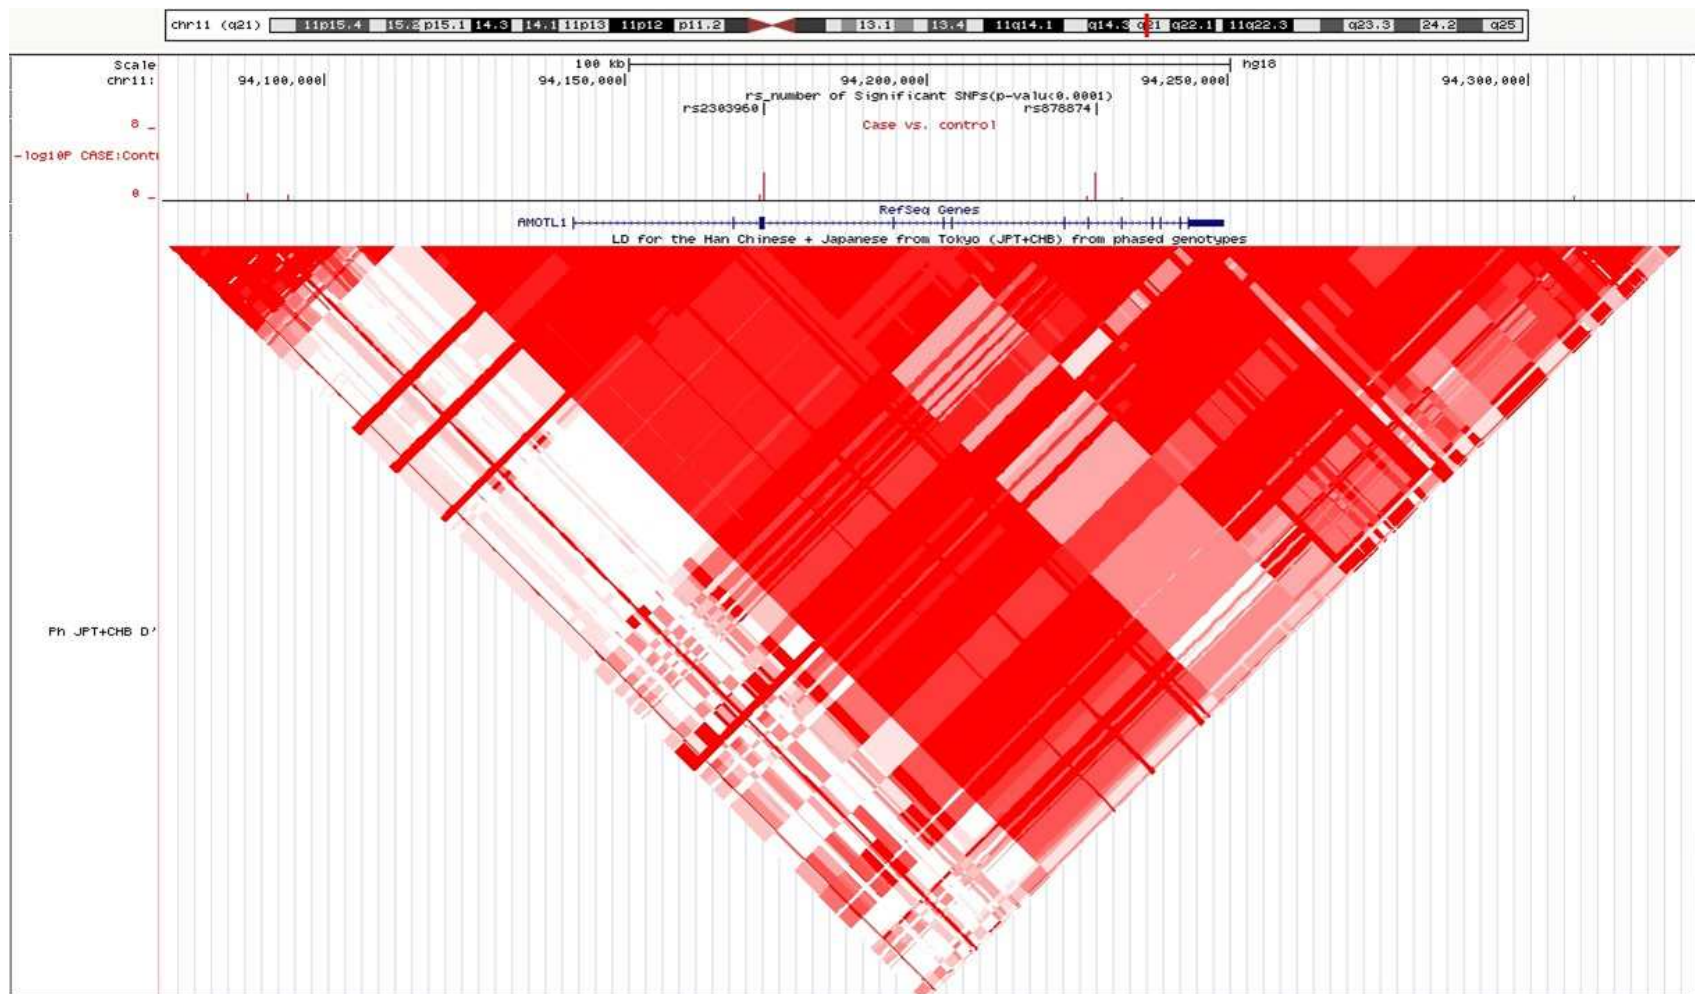 chr11 (q21) 11p15.4 15.2 p15.1 14.3 11p14.1 11p13 11p12 p11.2 13.1 13.4 11q14.1 q14.3 q21 q22.1 11q22.3 q23.3 24.2 q25
Scale 100 kb hg18
chr11: 94,100,000 94,150,000 94,200,000 94,250,000 94,300,000
rs_number of Significant SNPs(p-valu<0.0001)
rs2303960 rs878874
8 _ Case vs. control
-log10P CASE:Contr
0 _
RefSeq Genes
AMOTL1
LD for the Han Chinese + Japanese from Tokyo (JPT+CHB) from phased genotypes
Ph JPT+CHB D'